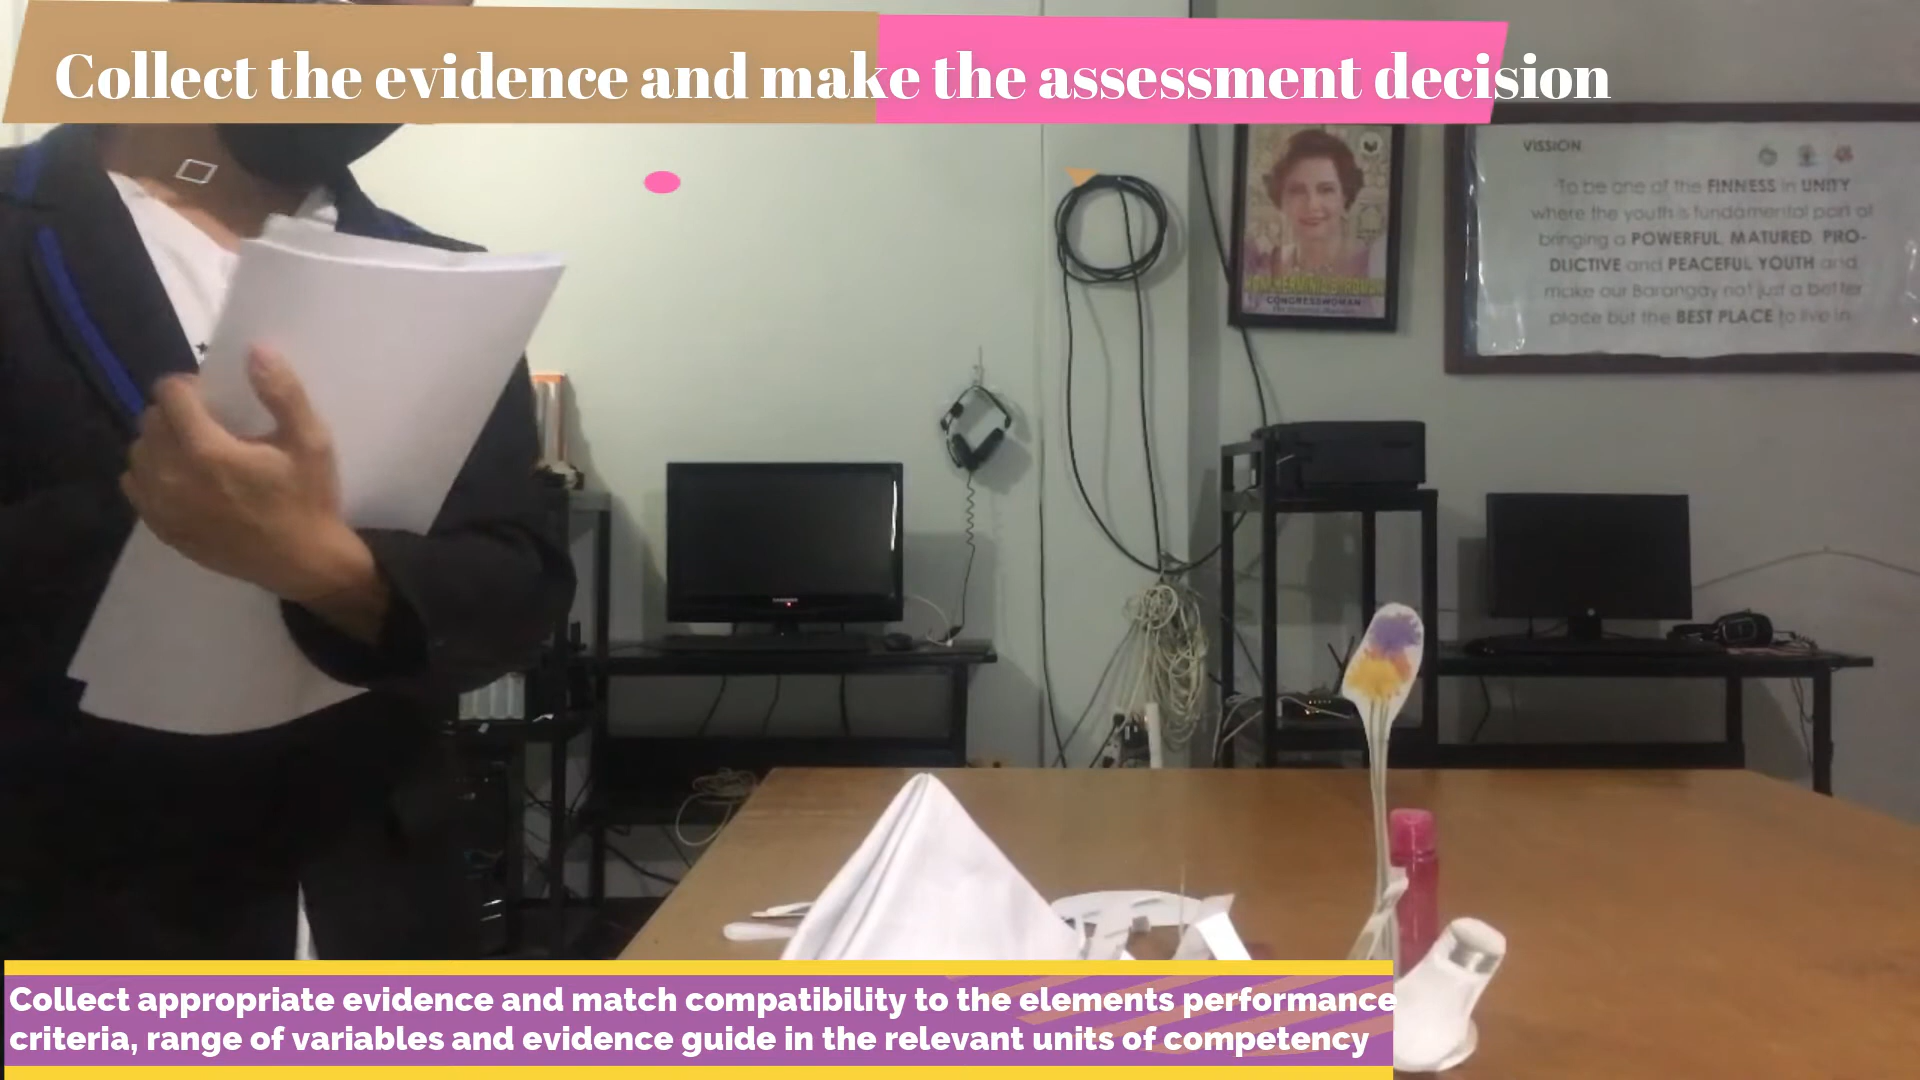 Collect the evidence and make the assessment decision
VISSION
To be one of the FINNESS in UNITY
where the youth is fundamental part of
bringing a POWERFUL, MATURED, PRO-
DUCTIVE and PEACEFUL YOUTH and
make our Barangay not just a better
place but the BEST PLACE to live in
CONGRESSWOMAN
SAMSUNG
Collect appropriate evidence and match compatibility to the elements performance
criteria, range of variables and evidence guide in the relevant units of competency